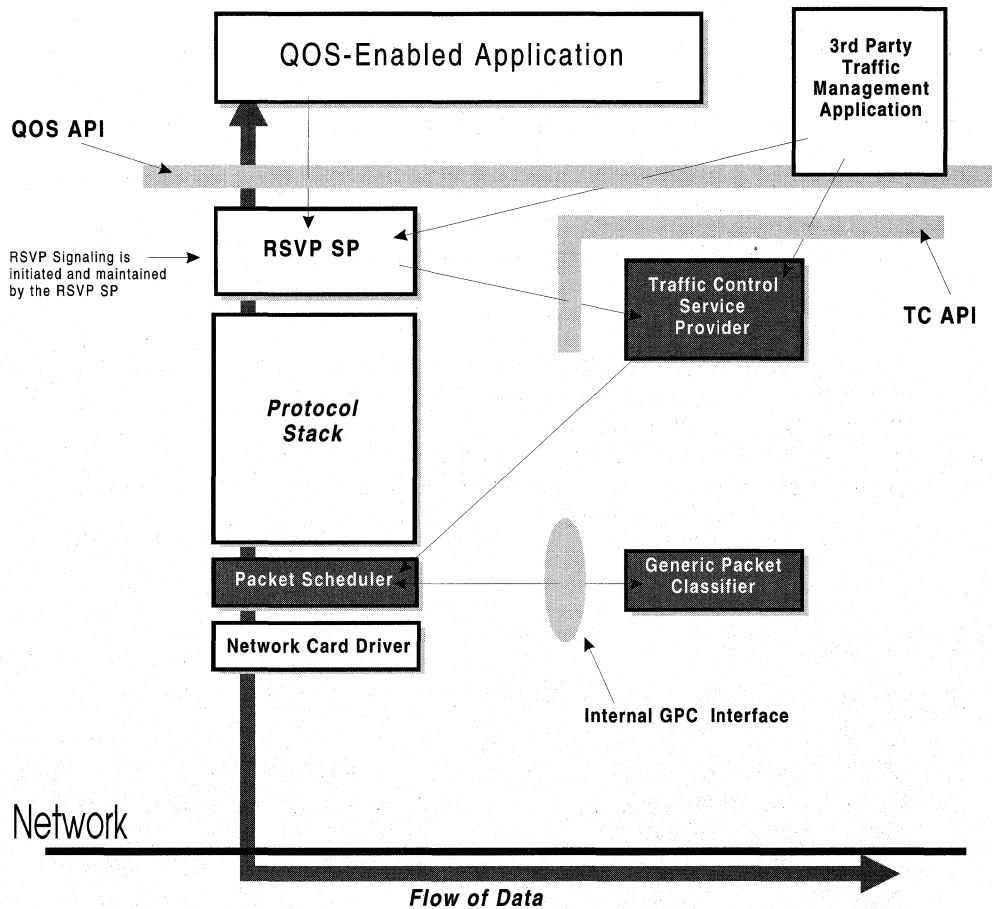 QOS-Enabled Application
3rd Party
Traffic
Management
Application
QOS API
RSVP SP
RSVP Signaling is
initiated and maintained
by the RSVP SP
Traffic Control
Service
Provider
TC API
Protocol
Stack
Packet Scheduler
Generic Packet
Classifier
Network Card Driver
Internal GPC Interface
Network
Flow of Data